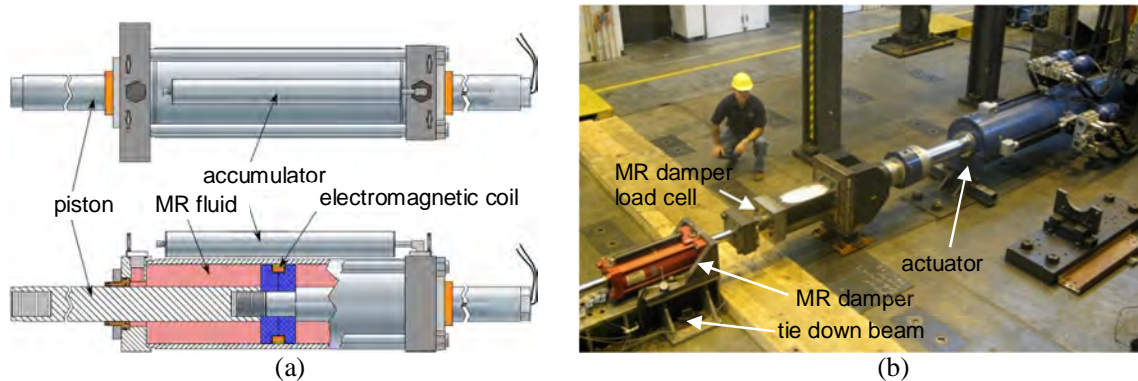 accumulator
piston
MR fluid
electromagnetic coil
(a)
MR damper
load cell
actuator
MR damper
tie down beam
(b)